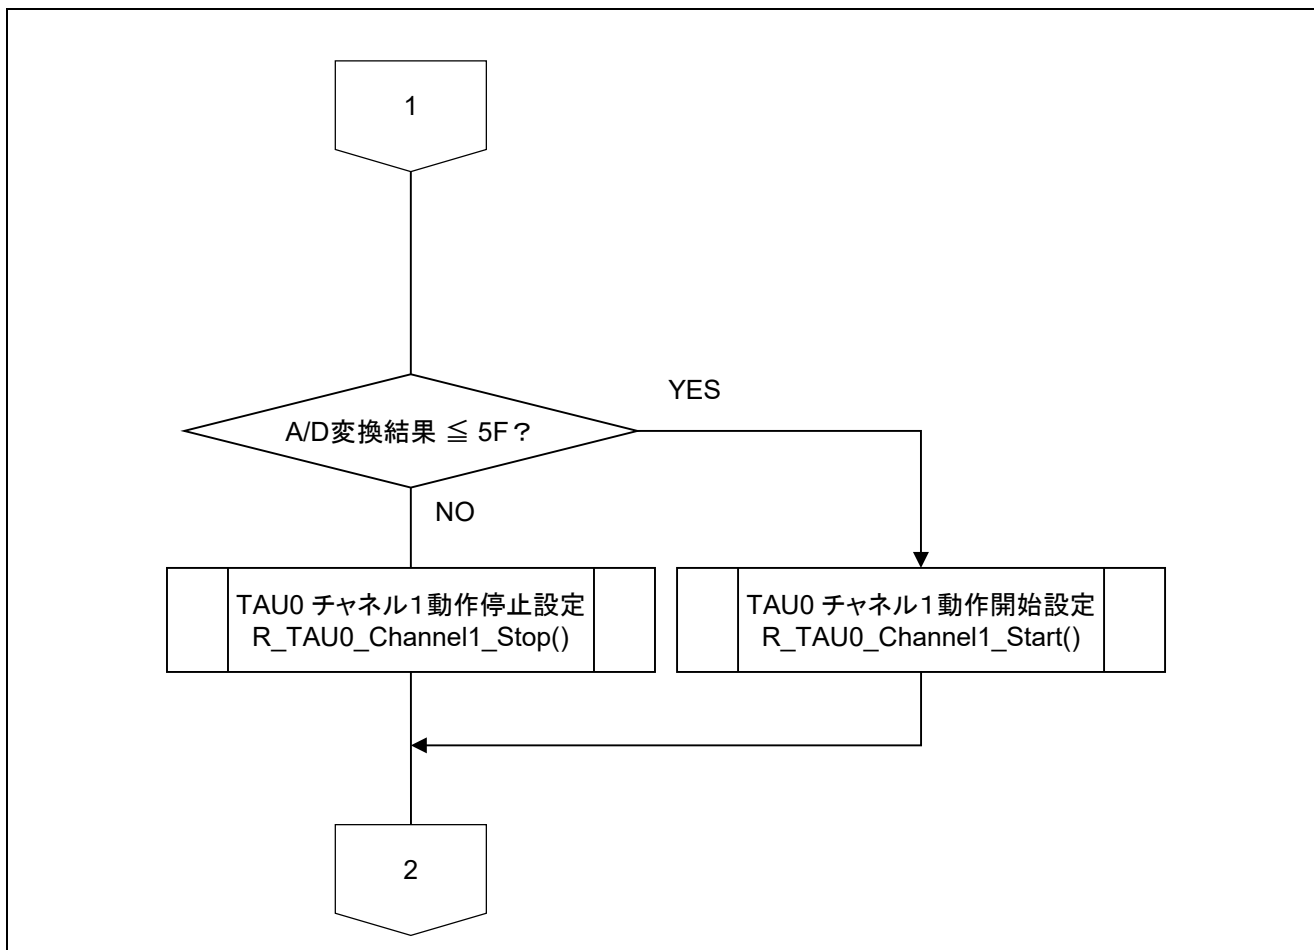 1
YES
A/D変換結果 ≦ 5F？
NO
TAU0 チャネル１動作停止設定
R_TAU0_Channel1_Stop()
TAU0 チャネル１動作開始設定
R_TAU0_Channel1_Start()
2